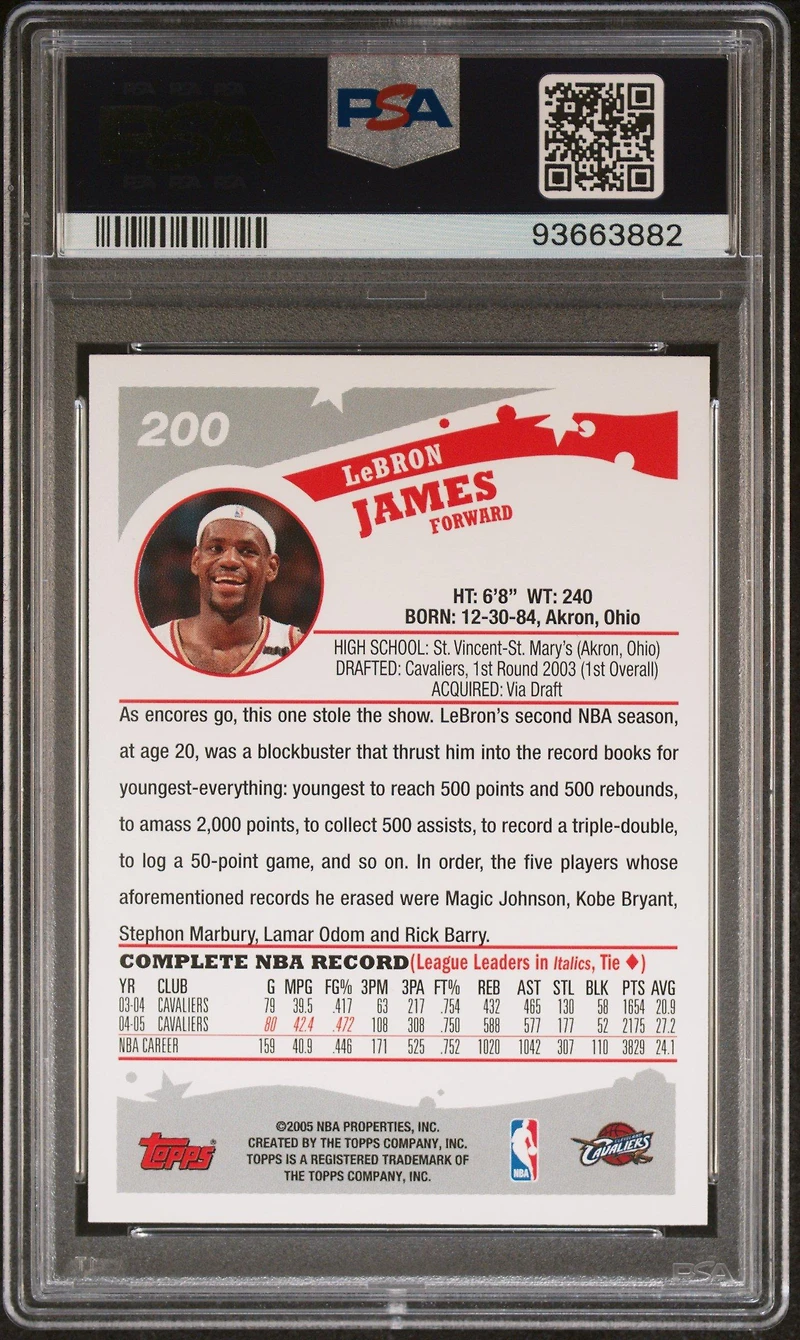 PSA PSA PSA
PSA
PSA
PSA PSA PSA
93663882
200
LeBRON
JAMES
FORWARD
HT: 6'8" WT: 240
BORN: 12-30-84, Akron, Ohio
HIGH SCHOOL: St. Vincent-St. Mary's (Akron, Ohio)
DRAFTED: Cavaliers, 1st Round 2003 (1st Overall)
ACQUIRED: Via Draft
As encores go, this one stole the show. LeBron's second NBA season,
at age 20, was a blockbuster that thrust him into the record books for
youngest-everything: youngest to reach 500 points and 500 rebounds,
to amass 2,000 points, to collect 500 assists, to record a triple-double,
to log a 50-point game, and so on. In order, the five players whose
aforementioned records he erased were Magic Johnson, Kobe Bryant,
Stephon Marbury, Lamar Odom and Rick Barry.
COMPLETE NBA RECORD (League Leaders in Italics, Tie ♦)
YR CLUB G MPG FG% 3PM 3PA FT% REB AST STL BLK PTS AVG
03-04 CAVALIERS 79 39.5 .417 63 217 .754 432 465 130 58 1654 20.9
04-05 CAVALIERS 80 42.4 .472 108 308 .750 588 577 177 52 2175 27.2
NBA CAREER 159 40.9 .446 171 525 .752 1020 1042 307 110 3829 24.1
Topps®
©2005 NBA PROPERTIES, INC.
CREATED BY THE TOPPS COMPANY, INC.
TOPPS IS A REGISTERED TRADEMARK OF
THE TOPPS COMPANY, INC.
NBA
CLEVELAND
CAVALIERS
PSA